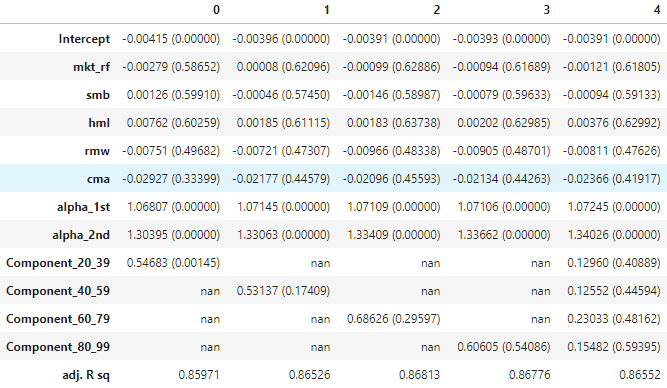 0 1 2 3 4
Intercept -0.00415 (0.00000) -0.00396 (0.00000) -0.00391 (0.00000) -0.00393 (0.00000) -0.00391 (0.00000)
mkt_rf -0.00279 (0.58652) 0.00008 (0.62096) -0.00099 (0.62886) -0.00094 (0.61689) -0.00121 (0.61805)
smb 0.00126 (0.59910) -0.00046 (0.57450) -0.00146 (0.58987) -0.00079 (0.59633) -0.00094 (0.59133)
hml 0.00762 (0.60259) 0.00185 (0.61115) 0.00183 (0.63738) 0.00202 (0.62985) 0.00376 (0.62992)
rmw -0.00751 (0.49682) -0.00721 (0.47307) -0.00966 (0.48338) -0.00905 (0.48701) -0.00811 (0.47626)
cma -0.02927 (0.33399) -0.02177 (0.44579) -0.02096 (0.45593) -0.02134 (0.44263) -0.02366 (0.41917)
alpha_1st 1.06807 (0.00000) 1.07145 (0.00000) 1.07109 (0.00000) 1.07106 (0.00000) 1.07245 (0.00000)
alpha_2nd 1.30395 (0.00000) 1.33063 (0.00000) 1.33409 (0.00000) 1.33662 (0.00000) 1.34026 (0.00000)
Component_20_39 0.54683 (0.00145) nan nan nan 0.12960 (0.40889)
Component_40_59 nan 0.53137 (0.17409) nan nan 0.12552 (0.44594)
Component_60_79 nan nan 0.68626 (0.29597) nan 0.23033 (0.48162)
Component_80_99 nan nan nan 0.60605 (0.54086) 0.15482 (0.59395)
adj. R sq 0.85971 0.86526 0.86813 0.86776 0.86552